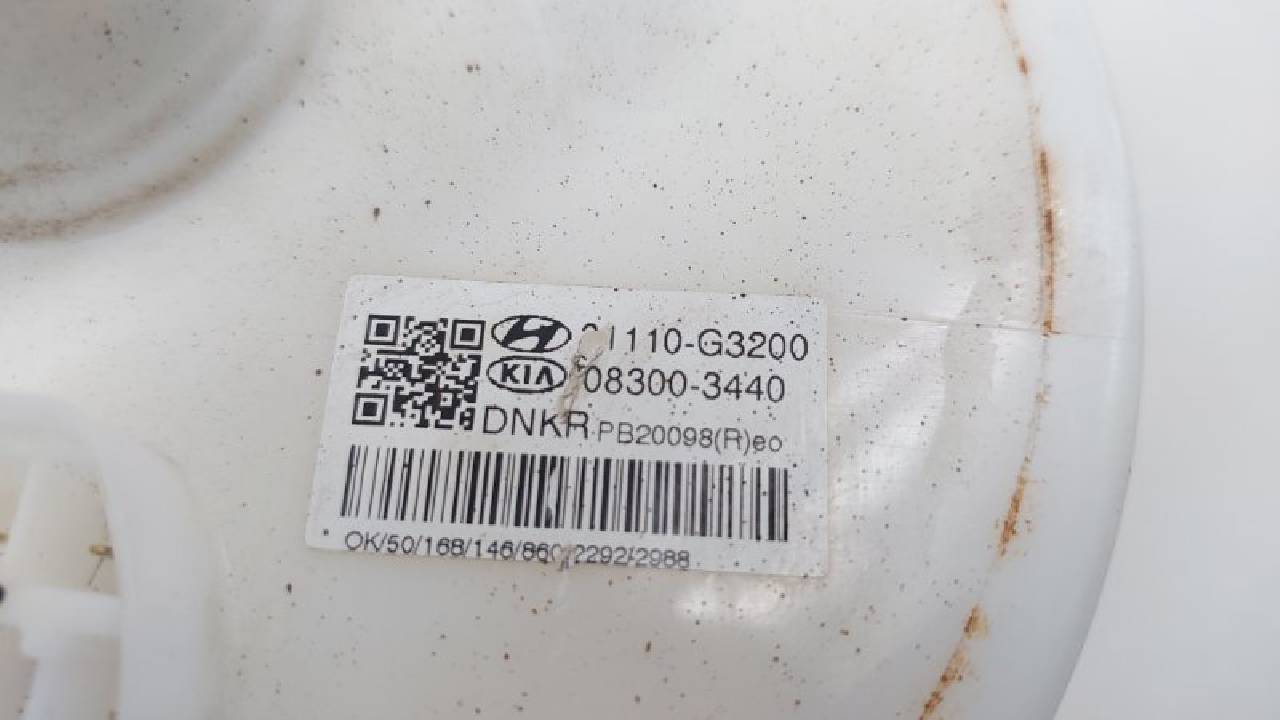 1110-G3200
KIA 08300-3440
DNKR PB20098(R)eo
OK/50/168/146/860/2292/2988